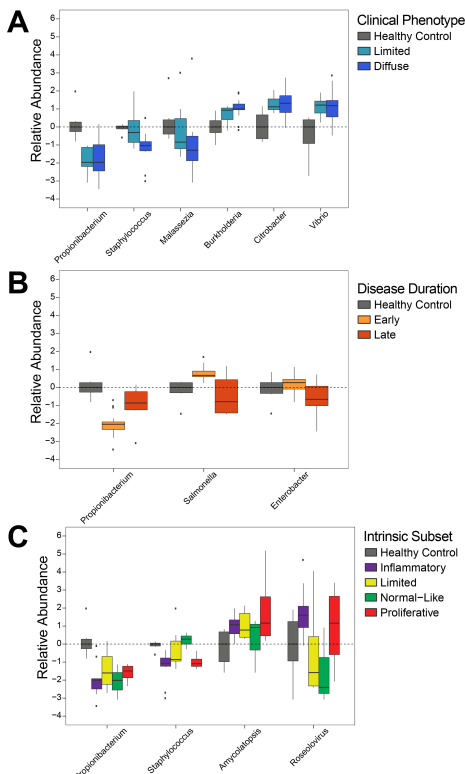 A
Clinical Phenotype
Healthy Control
Limited
Diffuse
Relative Abundance
6
5
4
3
2
1
0
−1
−2
−3
−4
Propionibacterium
Staphylococcus
Malassezia
Burkholderia
Citrobacter
Vibrio
B
Disease Duration
Healthy Control
Early
Late
Relative Abundance
6
5
4
3
2
1
0
−1
−2
−3
−4
Propionibacterium
Salmonella
Enterobacter
C
Intrinsic Subset
Healthy Control
Inflammatory
Limited
Normal−Like
Proliferative
Relative Abundance
6
5
4
3
2
1
0
−1
−2
−3
−4
Propionibacterium
Staphylococcus
Amycolatopsis
Roseolovirus